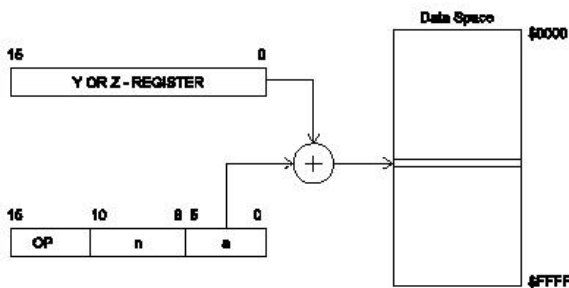 Data Space
$0000
15 0
Y OR Z - REGISTER
+
15 10 6 5 0
OP n a
$FFFF